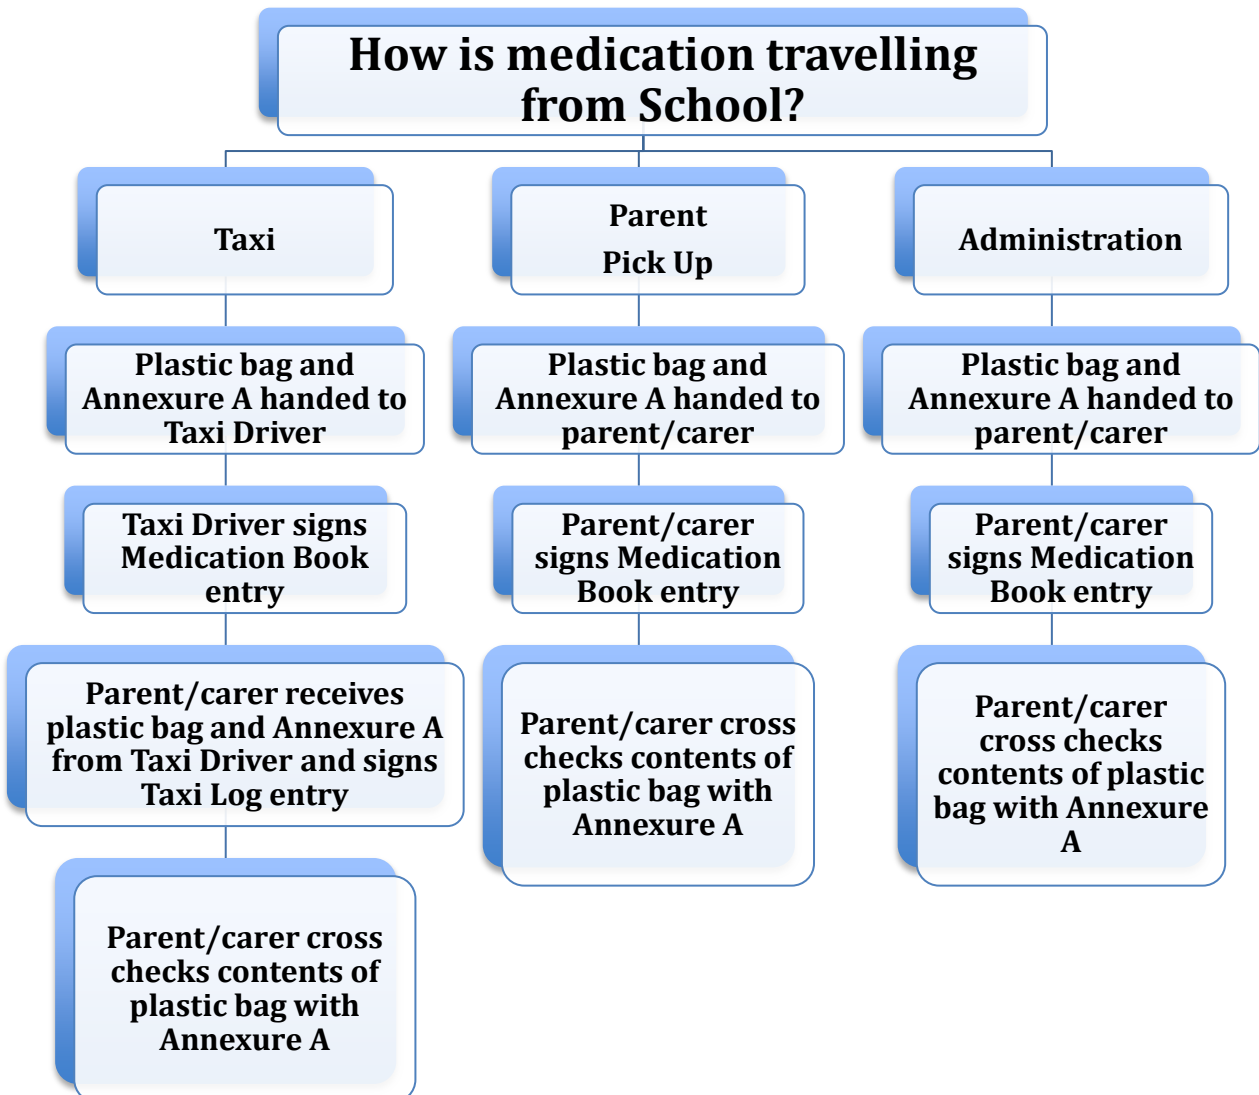 How is medication travelling
from School?
Taxi
Parent
Pick Up
Administration
Plastic bag and
Annexure A handed to
Taxi Driver
Plastic bag and
Annexure A handed to
parent/carer
Plastic bag and
Annexure A handed to
parent/carer
Taxi Driver signs
Medication Book
entry
Parent/carer
signs Medication
Book entry
Parent/carer
signs Medication
Book entry
Parent/carer receives
plastic bag and Annexure A
from Taxi Driver and signs
Taxi Log entry
Parent/carer cross
checks contents of
plastic bag with
Annexure A
Parent/carer
cross checks
contents of plastic
bag with Annexure
A
Parent/carer cross
checks contents of
plastic bag with
Annexure A